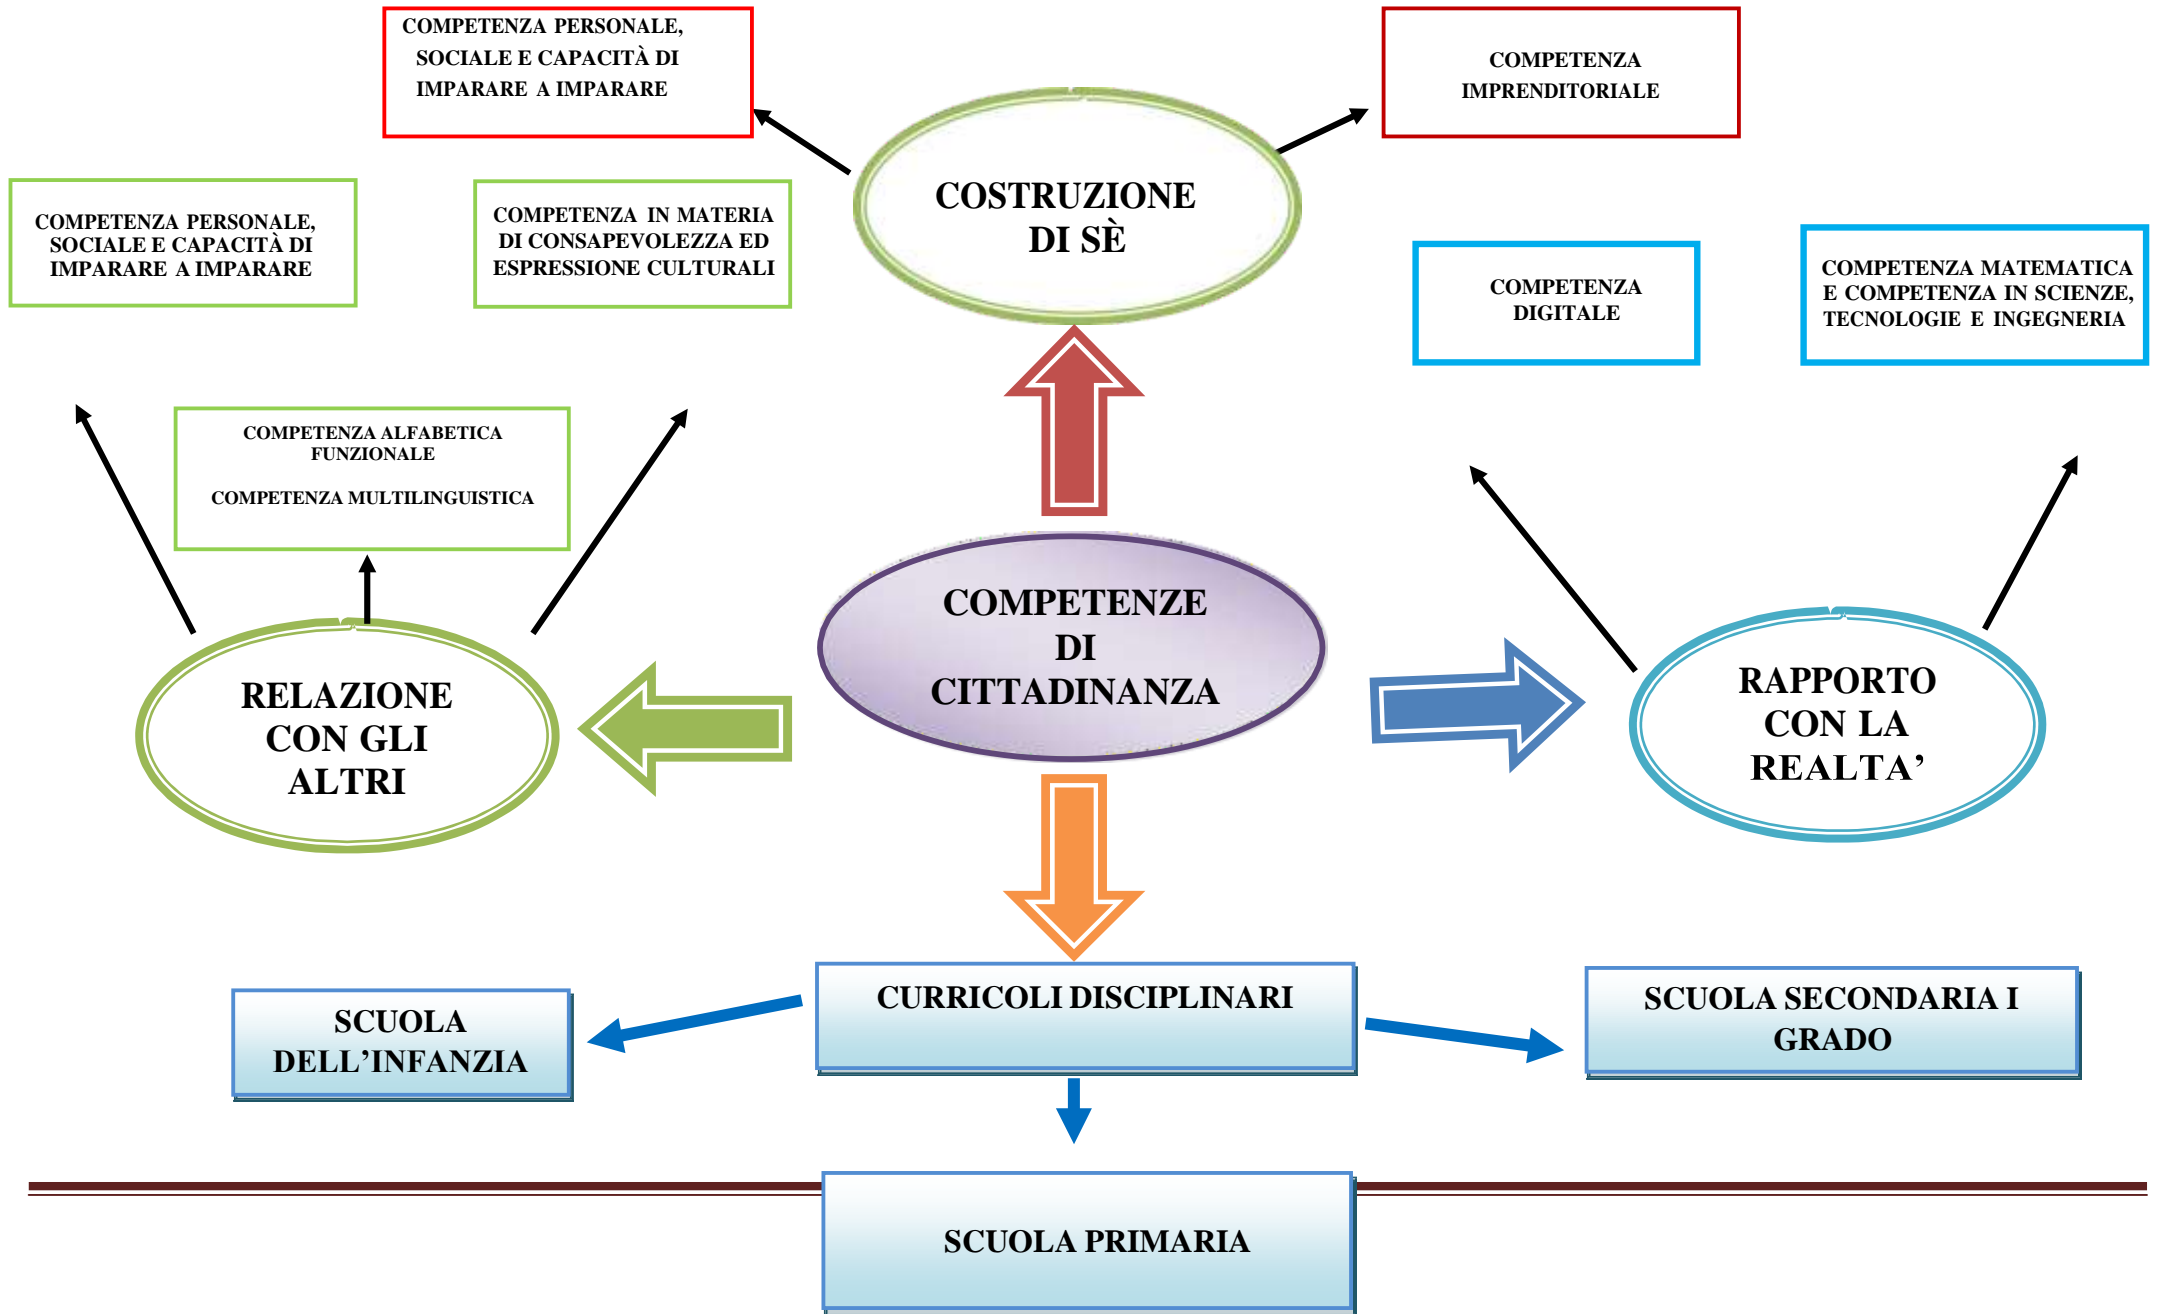 COMPETENZA PERSONALE,
SOCIALE E CAPACITÀ DI
IMPARARE A IMPARARE
COMPETENZA
IMPRENDITORIALE
COSTRUZIONE
DI SÈ
COMPETENZA PERSONALE,
SOCIALE E CAPACITÀ DI
IMPARARE A IMPARARE
COMPETENZA IN MATERIA
DI CONSAPEVOLEZZA ED
ESPRESSIONE CULTURALI
COMPETENZA
DIGITALE
COMPETENZA MATEMATICA
E COMPETENZA IN SCIENZE,
TECNOLOGIE E INGEGNERIA
COMPETENZA ALFABETICA
FUNZIONALE
COMPETENZA MULTILINGUISTICA
COMPETENZE
DI
CITTADINANZA
RELAZIONE
CON GLI
ALTRI
RAPPORTO
CON LA
REALTA’
CURRICOLI DISCIPLINARI
SCUOLA
DELL’INFANZIA
SCUOLA SECONDARIA I
GRADO
SCUOLA PRIMARIA